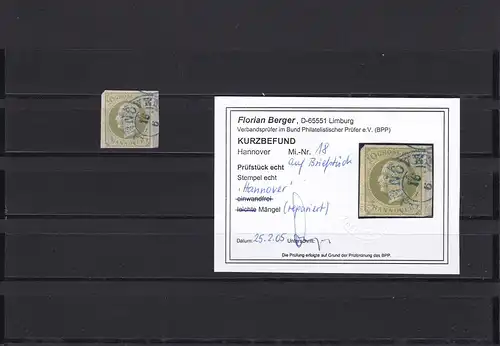 Florian Berger, D-65551 Limburg
Verbandsprüfer im Bund Philatelistischer Prüfer e.V. (BPP)
KURZBEFUND
Hannover Mi.-Nr. 18
Prüfstück echt auf Briefstück
Stempel echt
"Hannover"
einwandfrei
leichte Mängel (repariert)
Datum: 25.2.05 Unterschrift:
Die Prüfung erfolgte auf Grund der Prüfordnung des BPP.
HANNOVER